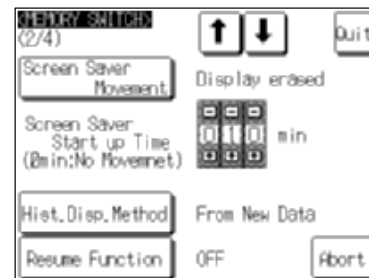 <MEMORY SWITCH>
(2/4)
Quit
Screen Saver
Movement
Display erased
Screen Saver
Start up Time
(0min:No Movemnet)
010 min
Hist.Disp.Method
From New Data
Resume Function
OFF
Abort